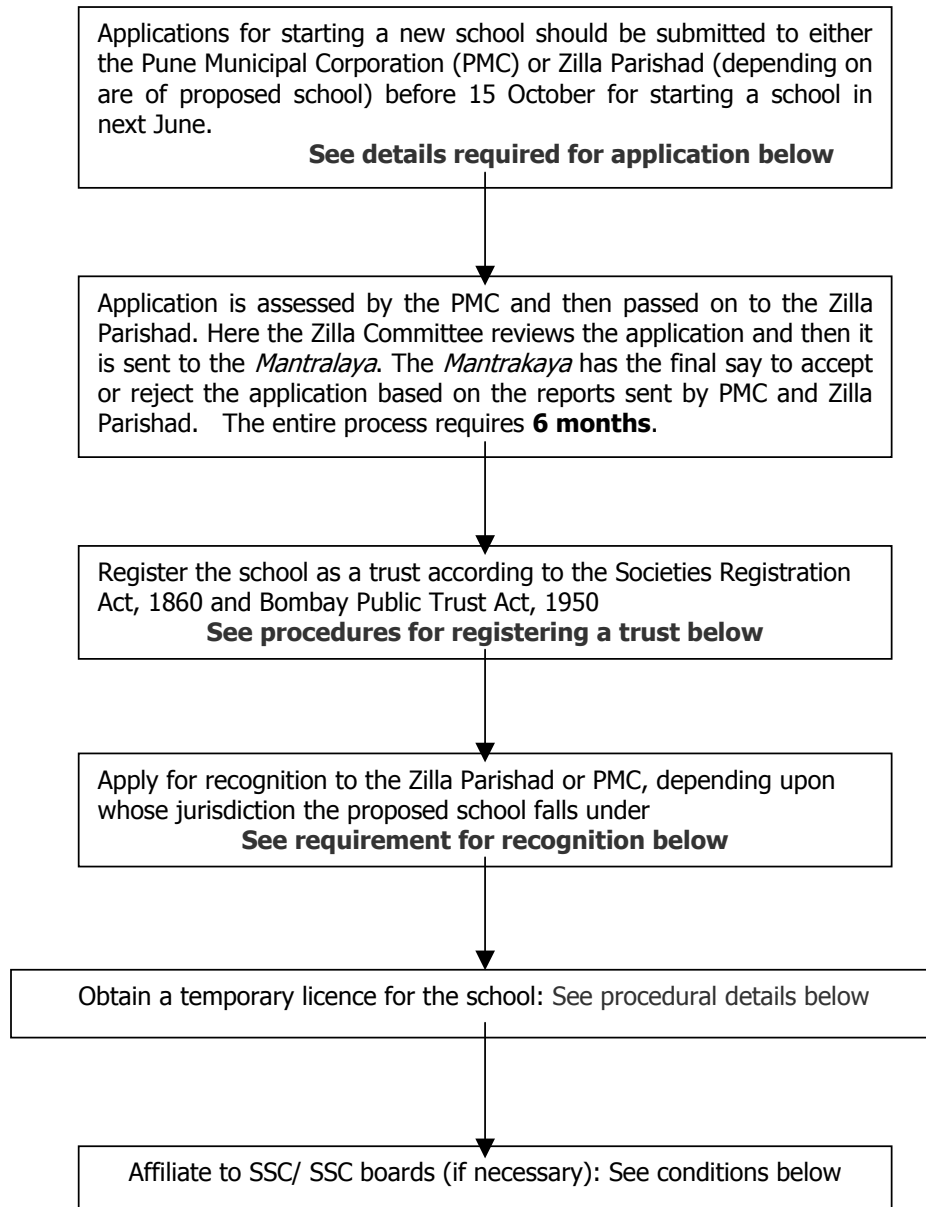 Applications for starting a new school should be submitted to either
the Pune Municipal Corporation (PMC) or Zilla Parishad (depending on
are of proposed school) before 15 October for starting a school in
next June.
See details required for application below
Application is assessed by the PMC and then passed on to the Zilla
Parishad. Here the Zilla Committee reviews the application and then it
is sent to the Mantralaya. The Mantrakaya has the final say to accept
or reject the application based on the reports sent by PMC and Zilla
Parishad. The entire process requires 6 months.
Register the school as a trust according to the Societies Registration
Act, 1860 and Bombay Public Trust Act, 1950
See procedures for registering a trust below
Apply for recognition to the Zilla Parishad or PMC, depending upon
whose jurisdiction the proposed school falls under
See requirement for recognition below
Obtain a temporary licence for the school: See procedural details below
Affiliate to SSC/ SSC boards (if necessary): See conditions below